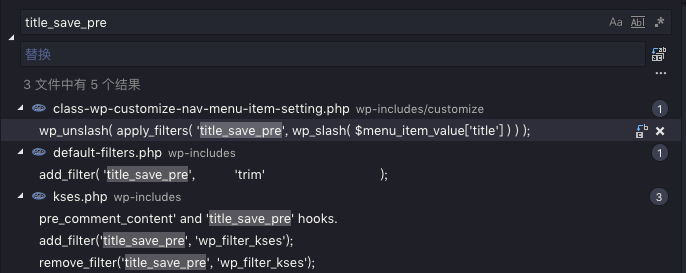 title_save_pre
Aa Abl .*
替换
3 文件中有 5 个结果
class-wp-customize-nav-menu-item-setting.php wp-includes/customize 1
wp_unslash( apply_filters( 'title_save_pre', wp_slash( $menu_item_value['title'] ) ) );
default-filters.php wp-includes 1
add_filter( 'title_save_pre', 'trim' );
kses.php wp-includes 3
pre_comment_content' and 'title_save_pre' hooks.
add_filter('title_save_pre', 'wp_filter_kses');
remove_filter('title_save_pre', 'wp_filter_kses');